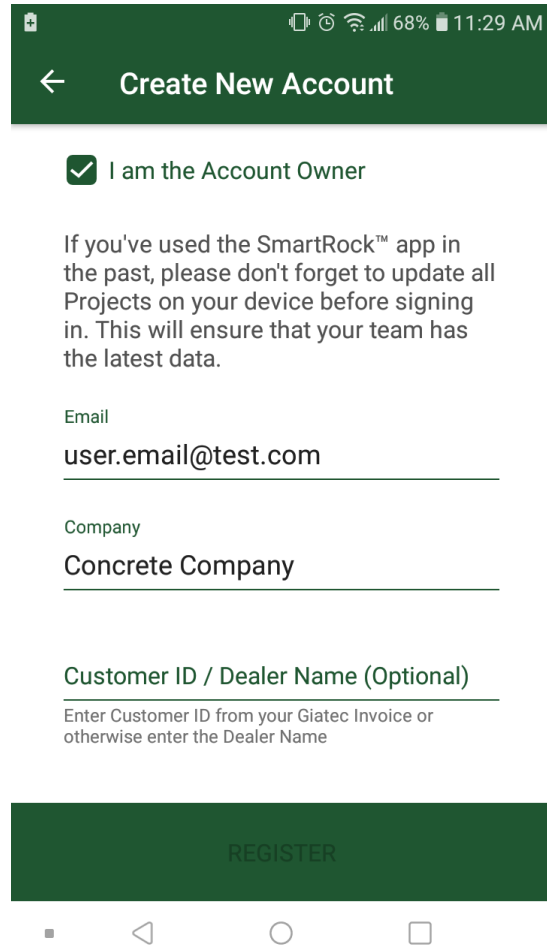 68% 11:29 AM
Create New Account
I am the Account Owner
If you've used the SmartRock™ app in
the past, please don't forget to update all
Projects on your device before signing
in. This will ensure that your team has
the latest data.
Email
user.email@test.com
Company
Concrete Company
Customer ID / Dealer Name (Optional)
Enter Customer ID from your Giatec Invoice or
otherwise enter the Dealer Name
REGISTER